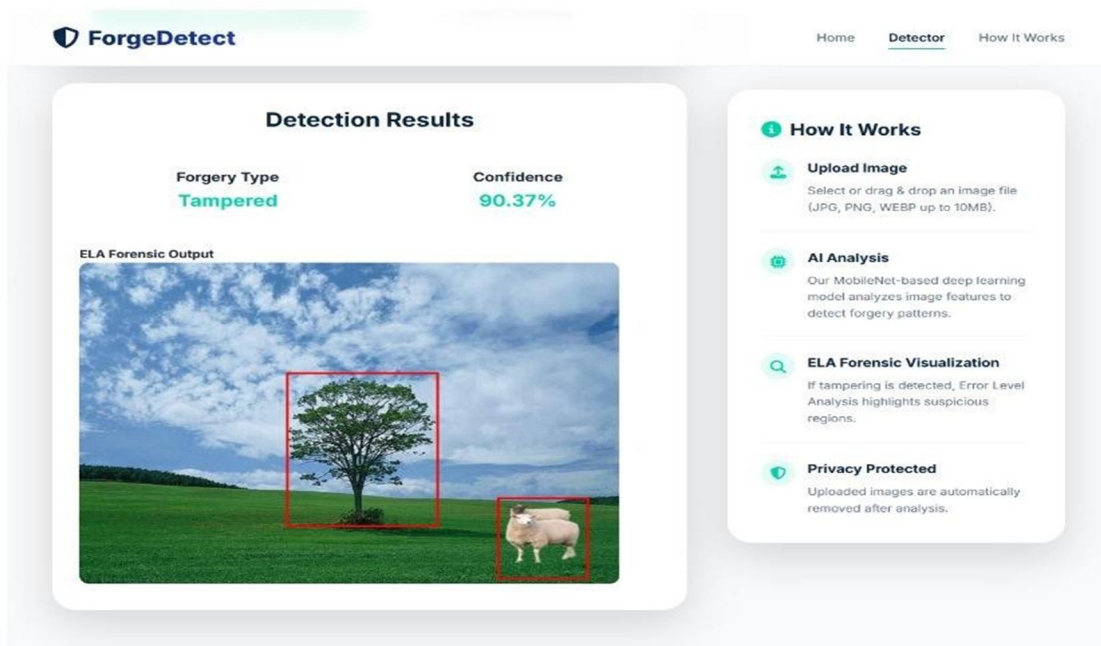 ForgeDetect
Home Detector How It Works
Detection Results
Forgery Type Confidence
Tampered 90.37%
ELA Forensic Output
How It Works
Upload Image
Select or drag & drop an image file
(JPG, PNG, WEBP up to 10MB).
AI Analysis
Our MobileNet-based deep learning
model analyzes image features to
detect forgery patterns.
ELA Forensic Visualization
If tampering is detected, Error Level
Analysis highlights suspicious
regions.
Privacy Protected
Uploaded images are automatically
removed after analysis.